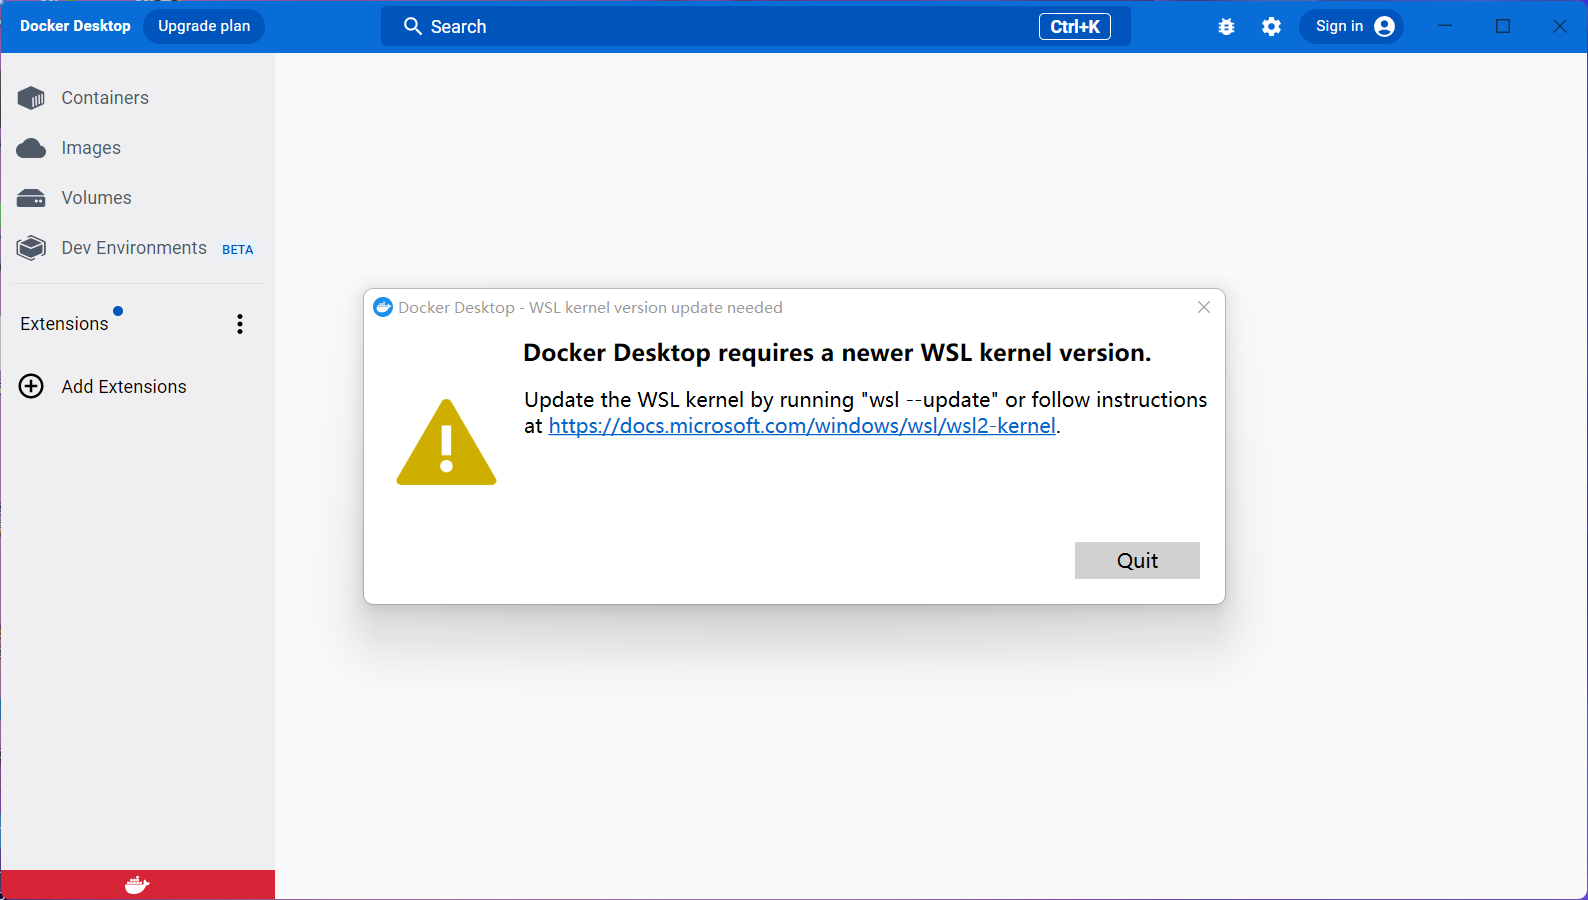 Docker Desktop Upgrade plan Search Ctrl+K Sign in
Containers
Images
Volumes
Dev Environments BETA
Extensions
Add Extensions
Docker Desktop - WSL kernel version update needed
Docker Desktop requires a newer WSL kernel version.
Update the WSL kernel by running "wsl --update" or follow instructions
at https://docs.microsoft.com/windows/wsl/wsl2-kernel.
Quit